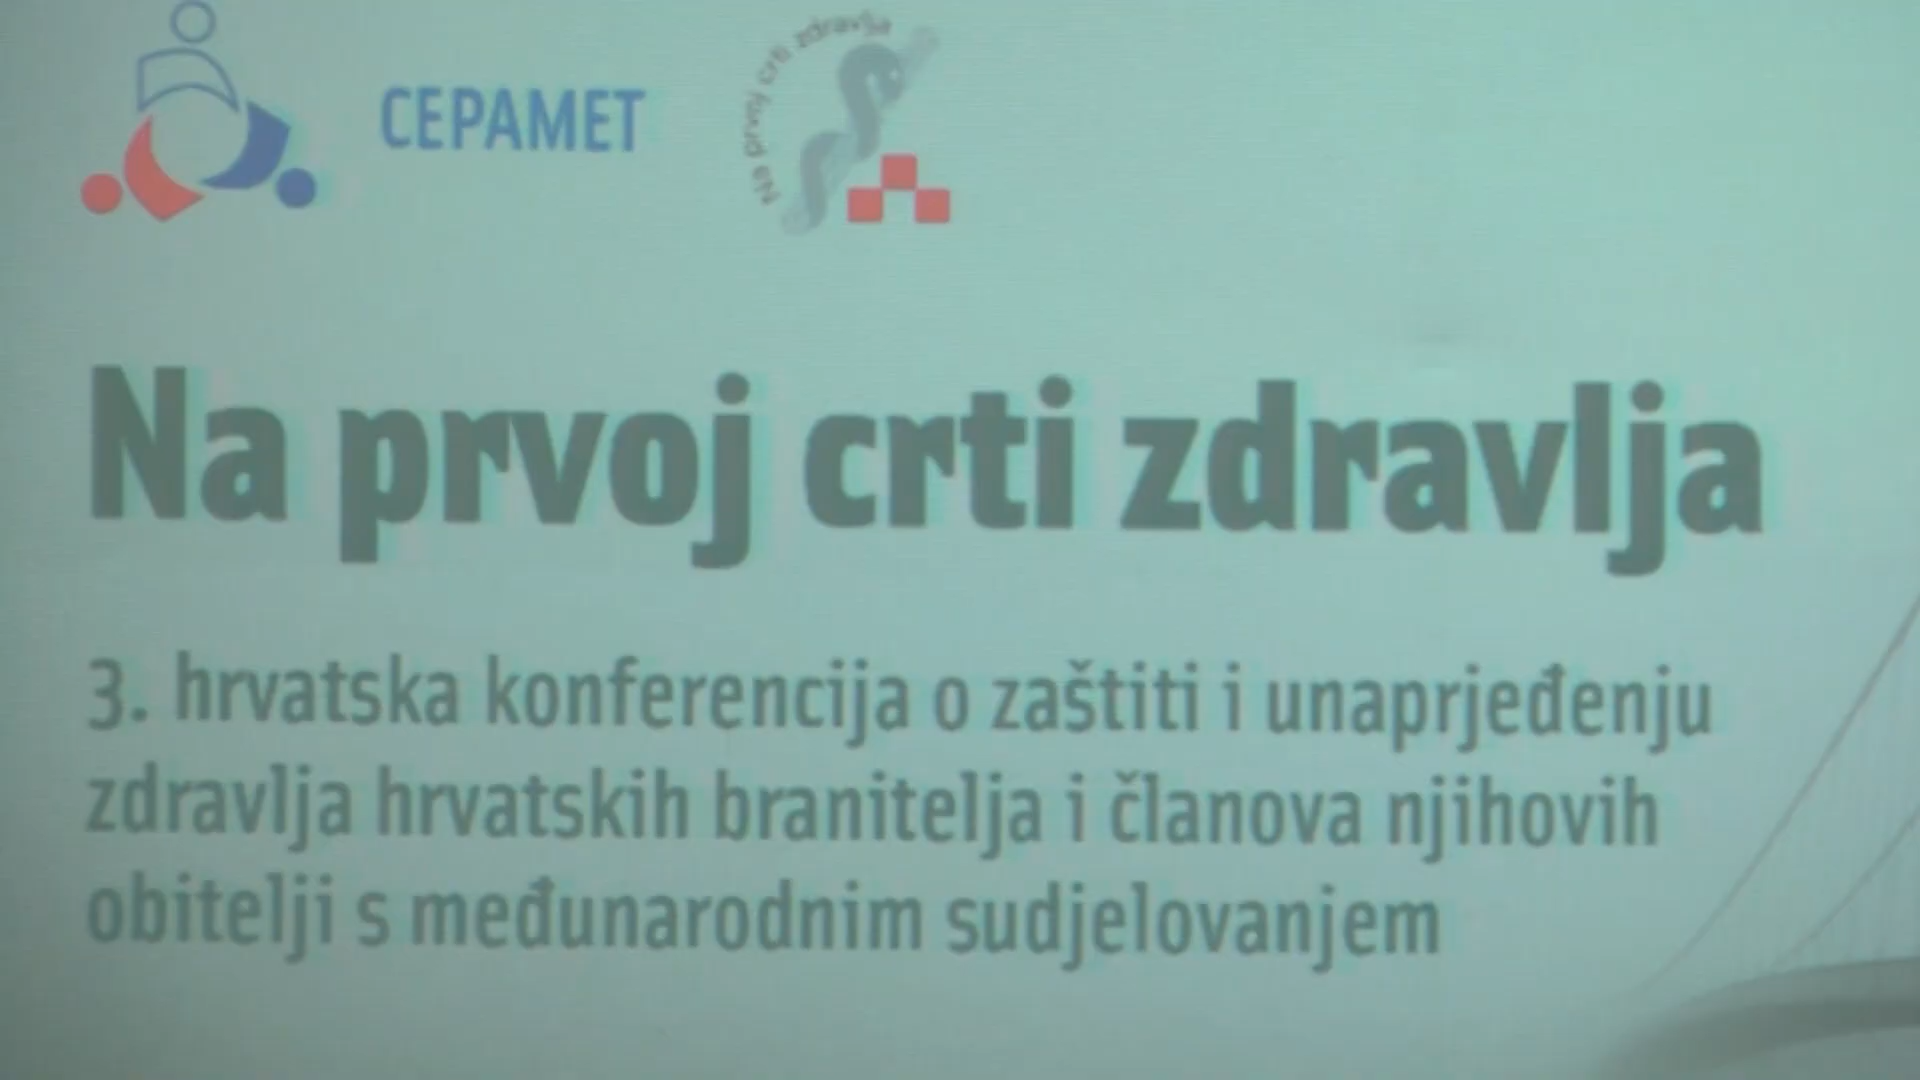 CEPAMET
Na prvoj crti zdravlja
Na prvoj crti zdravlja
3. hrvatska konferencija o zaštiti i unaprjeđenju
zdravlja hrvatskih branitelja i članova njihovih
obitelji s međunarodnim sudjelovanjem